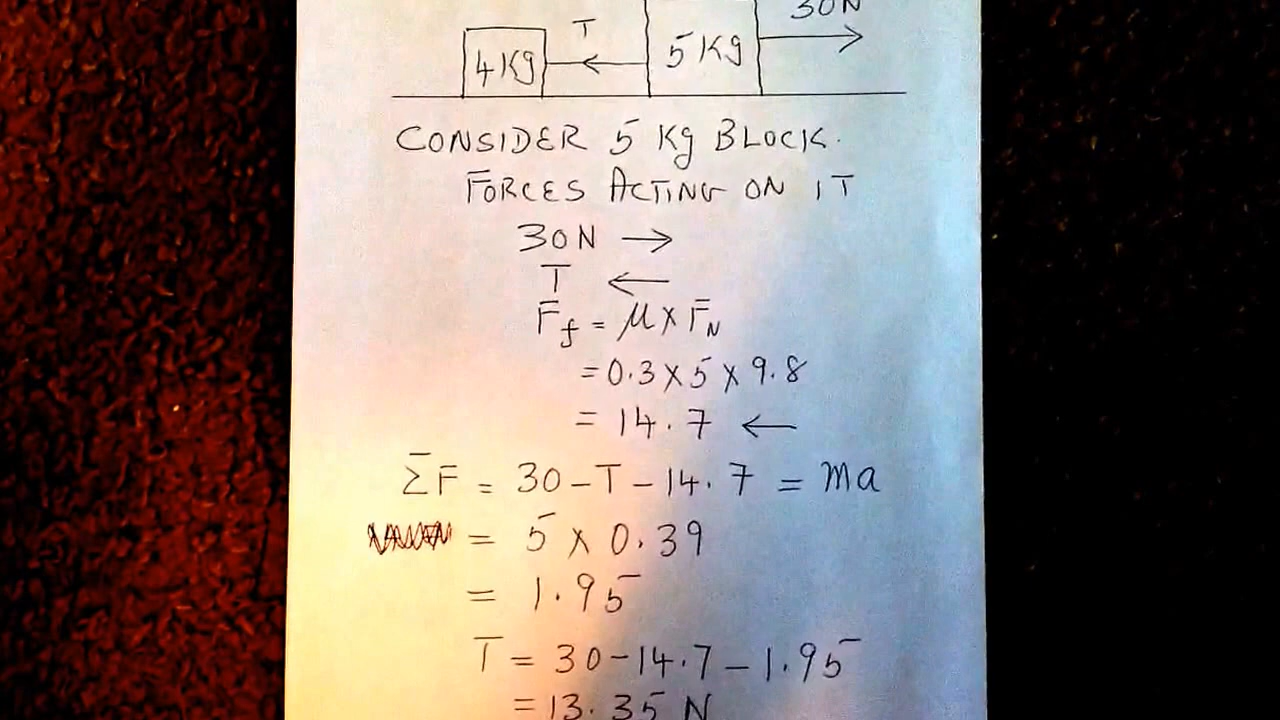 30N
T
4Kg
5Kg
CONSIDER 5 Kg BLOCK.
FORCES ACTING ON IT
30N →
T ←
Ff = μ x FN
= 0.3 x 5 x 9.8
= 14.7 ←
ΣF = 30 - T - 14.7 = ma
= 5 x 0.39
= 1.95
T = 30 - 14.7 - 1.95
= 13.35 N